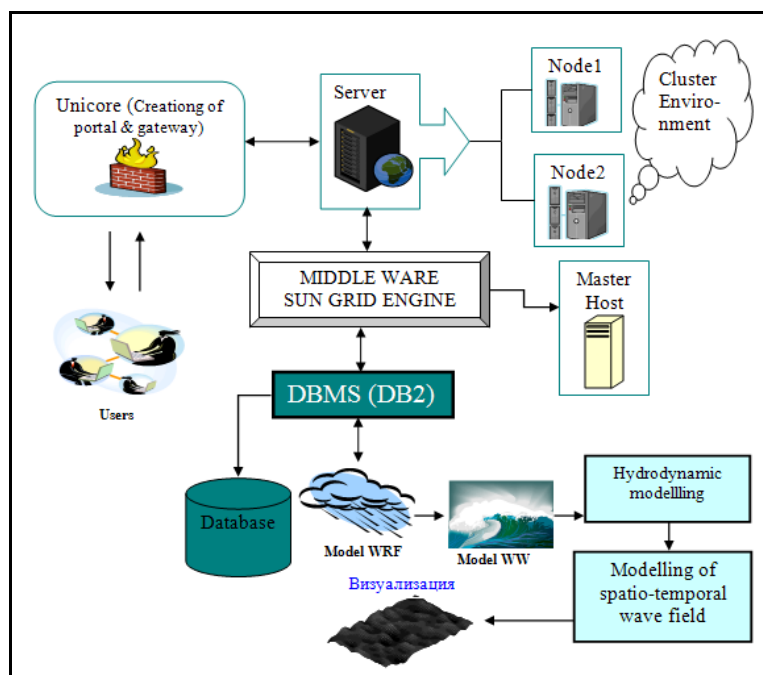 Unicore (Creationg of
portal & gateway)
Server
Node1
Node2
Cluster
Environ-
ment
MIDDLE WARE
SUN GRID ENGINE
Master
Host
Users
DBMS (DB2)
Database
Model WRF
Model WW
Hydrodynamic
modellling
Modelling of
spatio-temporal
wave field
Визуализация